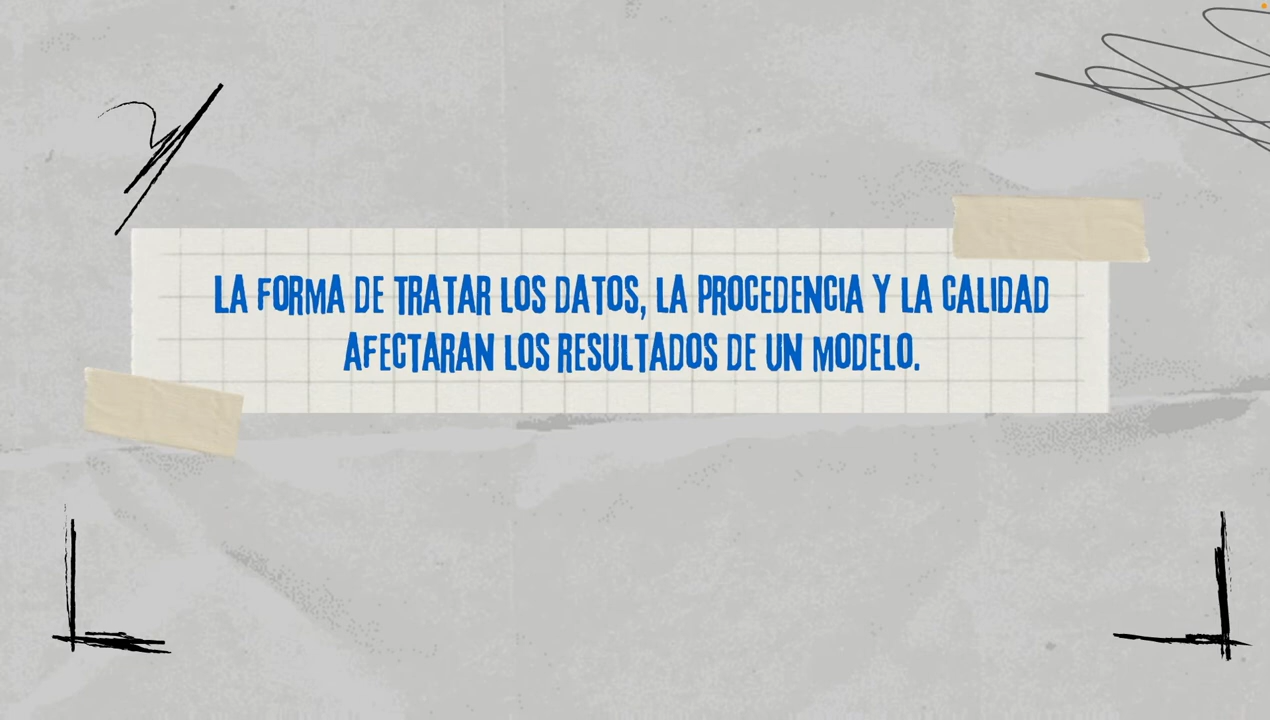 LA FORMA DE TRATAR LOS DATOS, LA PROCEDENCIA Y LA CALIDAD
AFECTARAN LOS RESULTADOS DE UN MODELO.